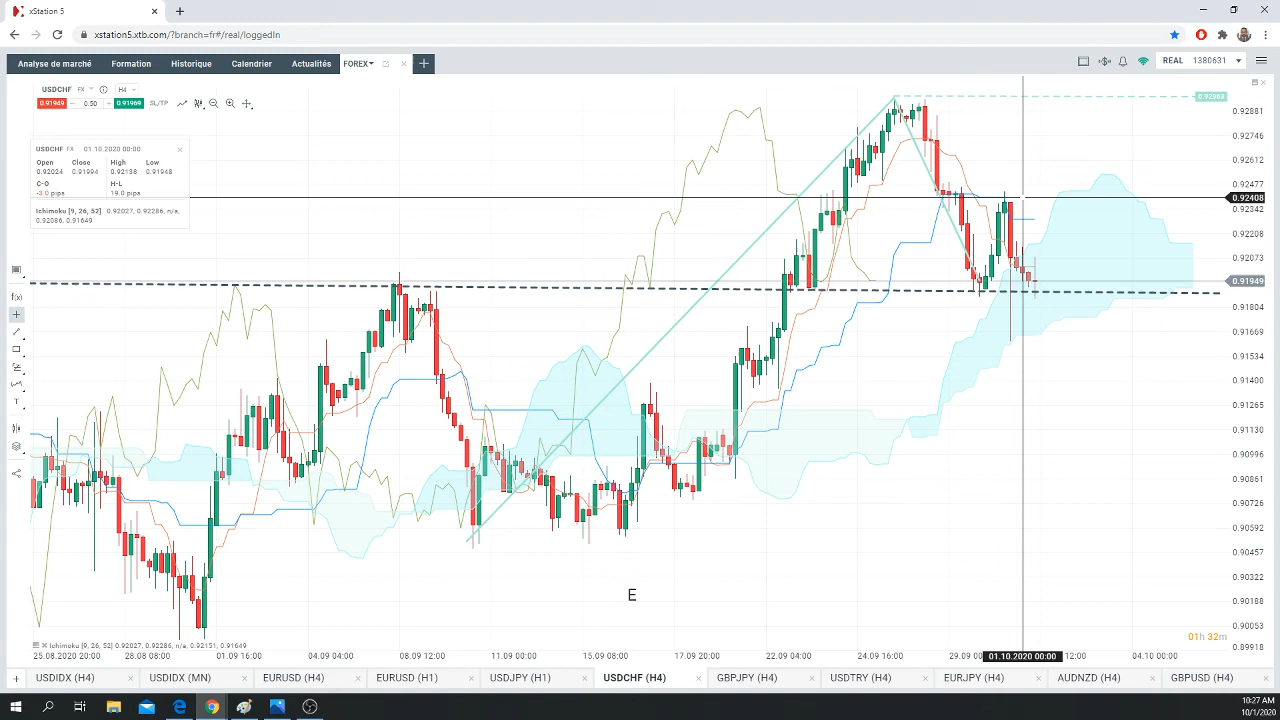 xStation 5
xstation5.xtb.com/?branch=fr#/real/loggedIn
Analyse de marché Formation Historique Calendrier Actualités FOREX REAL 1380631
USDCHF FX H4
0.91949 0.50 0.91969 SL/TP
0.92963
0.92881
0.92746
USDCHF FX 01.10.2020 00:00
Open Close High Low
0.92024 0.91994 0.92138 0.91948
C-O H-L
-3.0 pips 19.0 pips
Ichimoku [9, 26, 52] 0.92027, 0.92286, n/a,
0.92086, 0.91649
0.92612
0.92477
0.92408
0.92342
0.92208
0.92073
0.91949
0.91804
0.91669
0.91534
0.91400
0.91265
0.91130
0.90996
0.90861
0.90727
0.90592
0.90457
0.90322
0.90188
0.90053
0.89918
f(x)
T
E
01h 32m
Ichimoku [9, 26, 52] 0.92027, 0.92286, n/a, 0.92151, 0.91649
25.08.2020 20:00 28.08 08:00 01.09 16:00 04.09 04:00 08.09 12:00 11.09 00:00 15.09 08:00 17.09 20:00 22.09 04:00 24.09 16:00 29.09 00 01.10.2020 00:00 12:00 04.10 00:00
USDIDX (H4) USDIDX (MN) EURUSD (H4) EURUSD (H1) USDJPY (H1) USDCHF (H4) GBPJPY (H4) USDTRY (H4) EURJPY (H4) AUDNZD (H4) GBPUSD (H4)
10:27 AM
10/1/2020